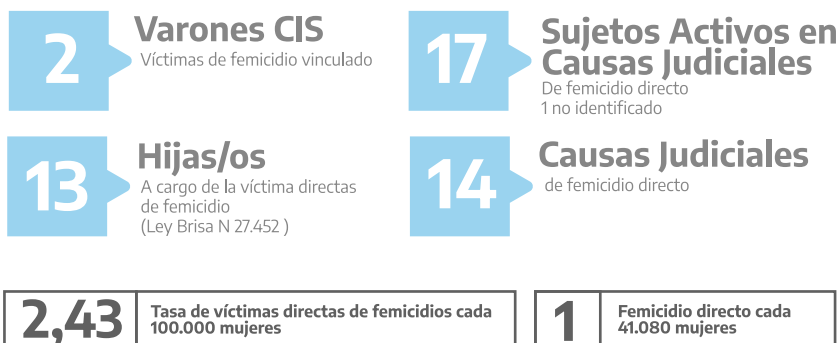 2
Varones CIS
Víctimas de femicidio vinculado
17
Sujetos Activos en
Causas Judiciales
De femicidio directo
1 no identificado
13
Hijas/os
A cargo de la víctima directas
de femicidio
(Ley Brisa N 27.452 )
14
Causas Judiciales
de femicidio directo
2,43
Tasa de víctimas directas de femicidios cada
100.000 mujeres
1
Femicidio directo cada
41.080 mujeres